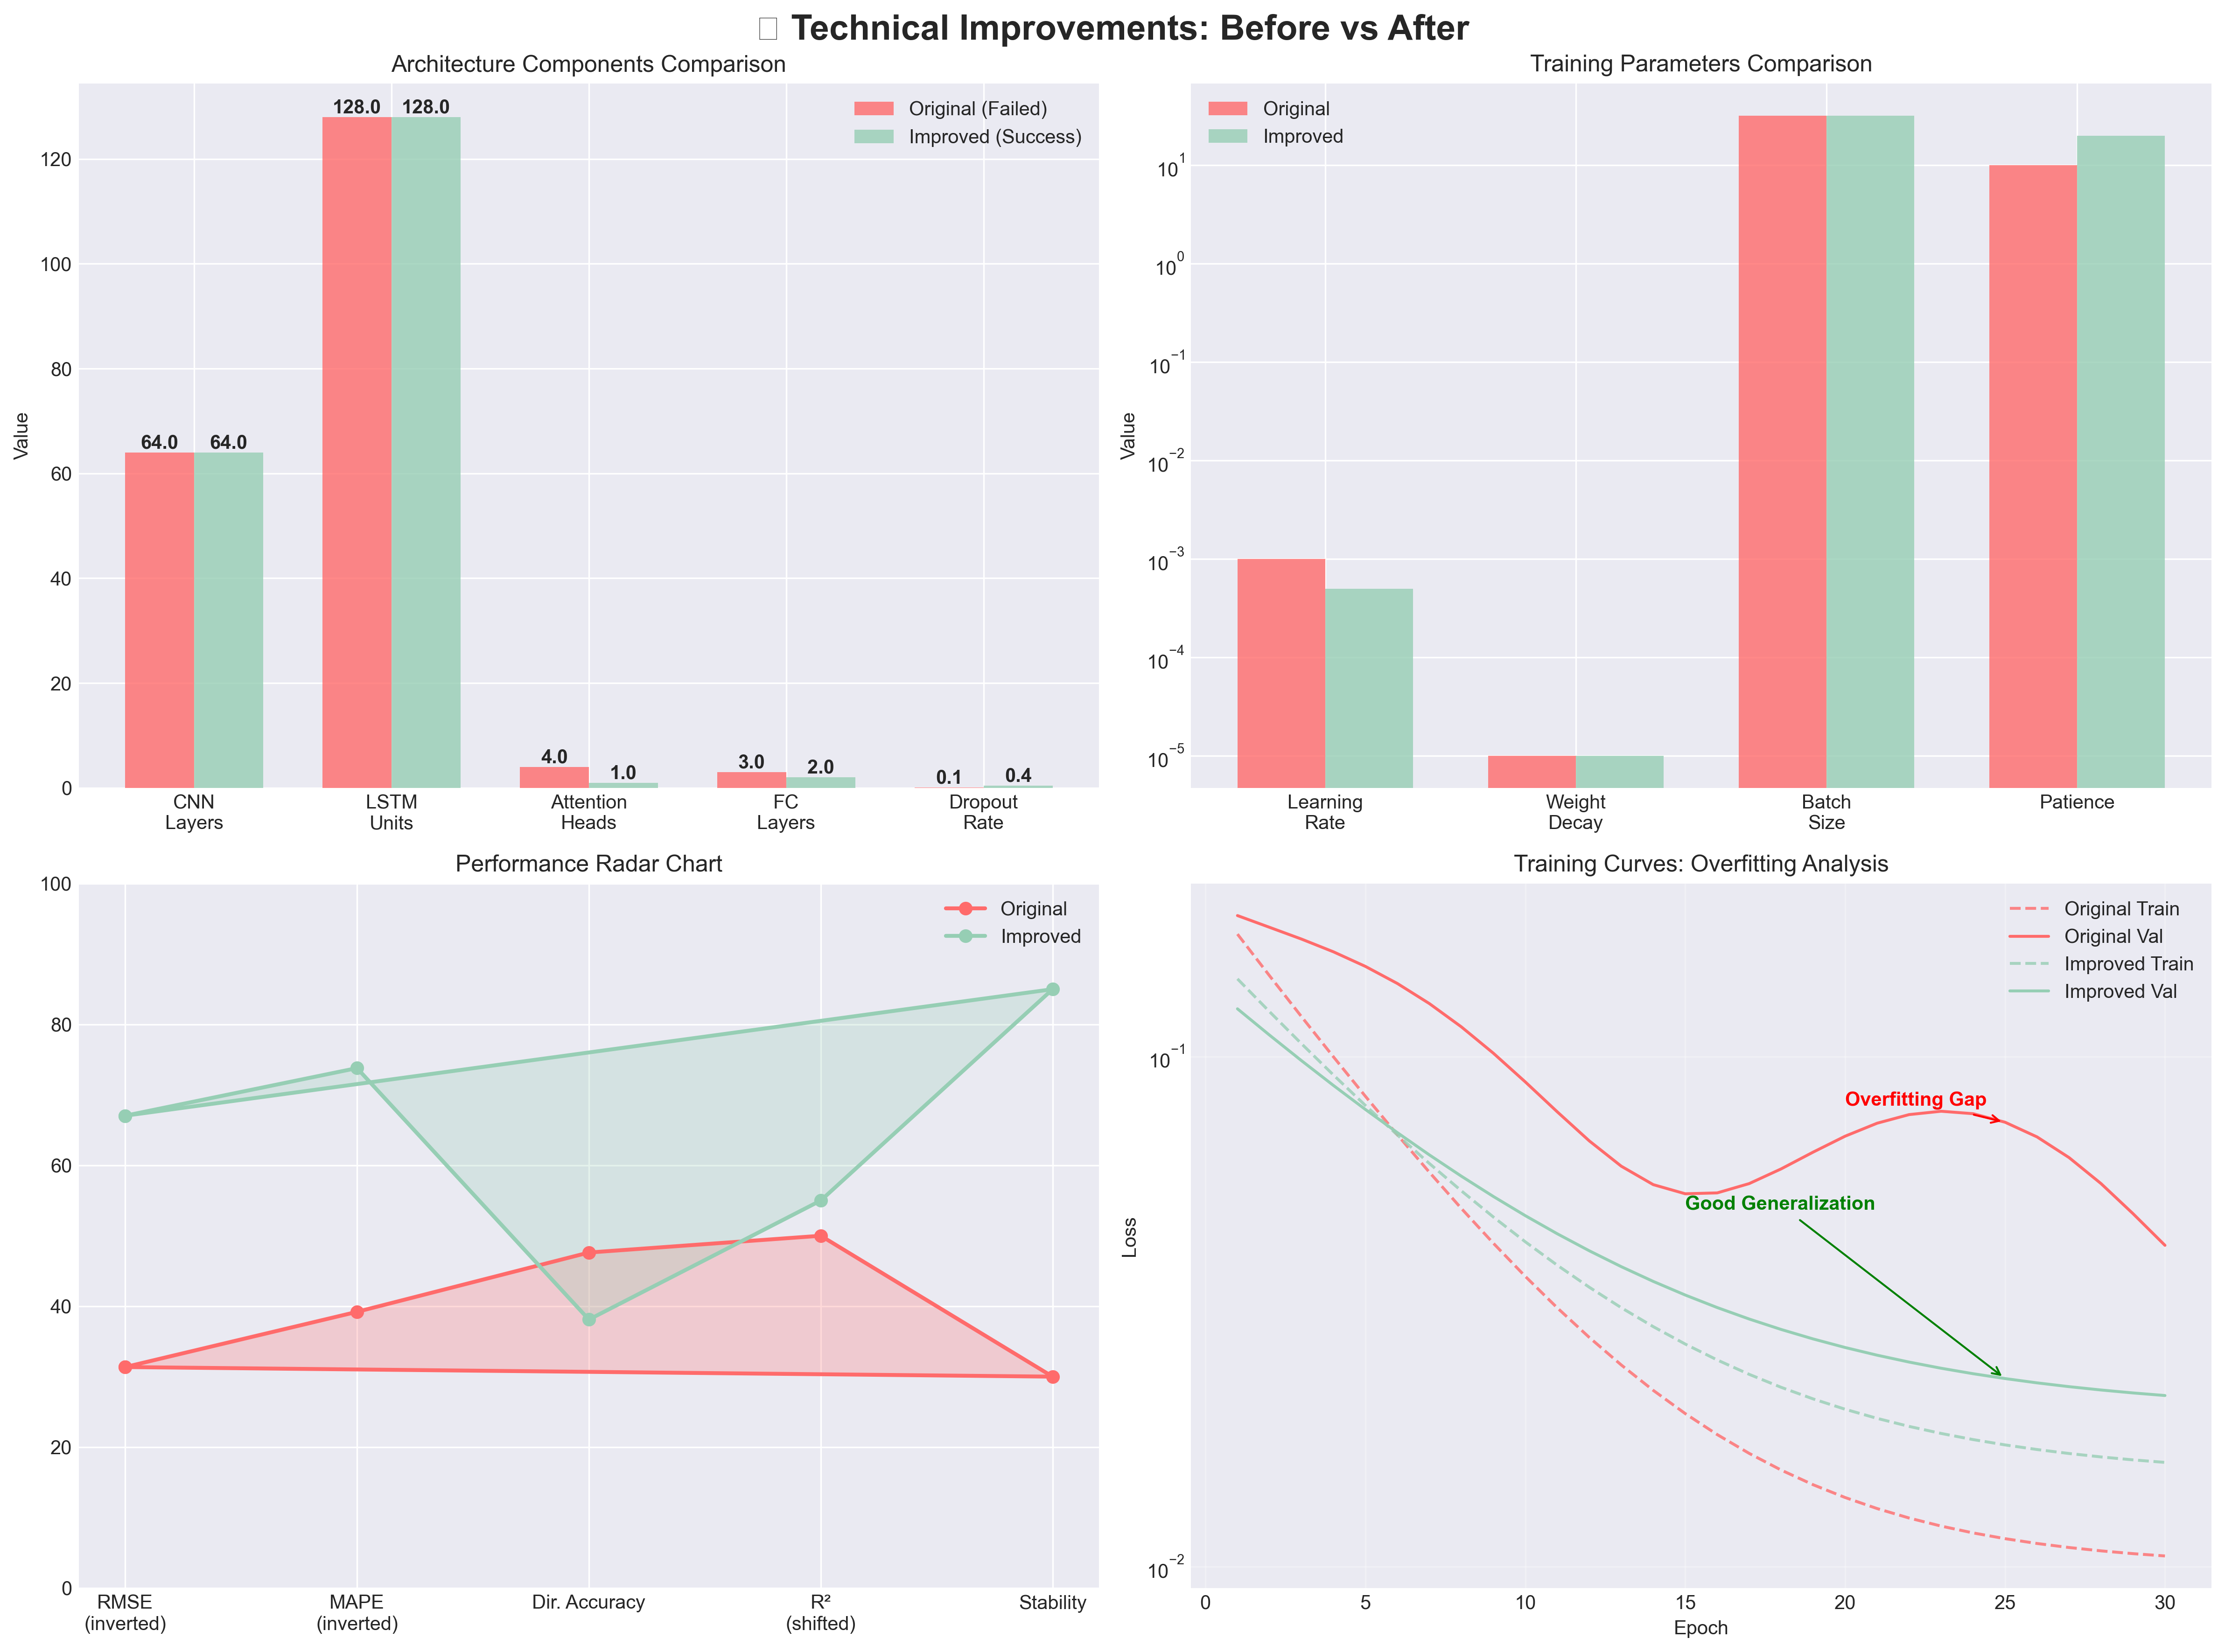 Technical Improvements: Before vs After
Architecture Components Comparison
Value
120
100
80
60
40
20
0
64.0 64.0
128.0 128.0
4.0 1.0
3.0 2.0
0.1 0.4
Original (Failed)
Improved (Success)
CNN
Layers
LSTM
Units
Attention
Heads
FC
Layers
Dropout
Rate
Training Parameters Comparison
Value
10¹
10⁰
10⁻¹
10⁻²
10⁻³
10⁻⁴
10⁻⁵
Original
Improved
Learning
Rate
Weight
Decay
Batch
Size
Patience
Performance Radar Chart
100
80
60
40
20
0
Original
Improved
RMSE
(inverted)
MAPE
(inverted)
Dir. Accuracy
R²
(shifted)
Stability
Training Curves: Overfitting Analysis
Loss
10⁻¹
10⁻²
Original Train
Original Val
Improved Train
Improved Val
Overfitting Gap
Good Generalization
0 5 10 15 20 25 30
Epoch